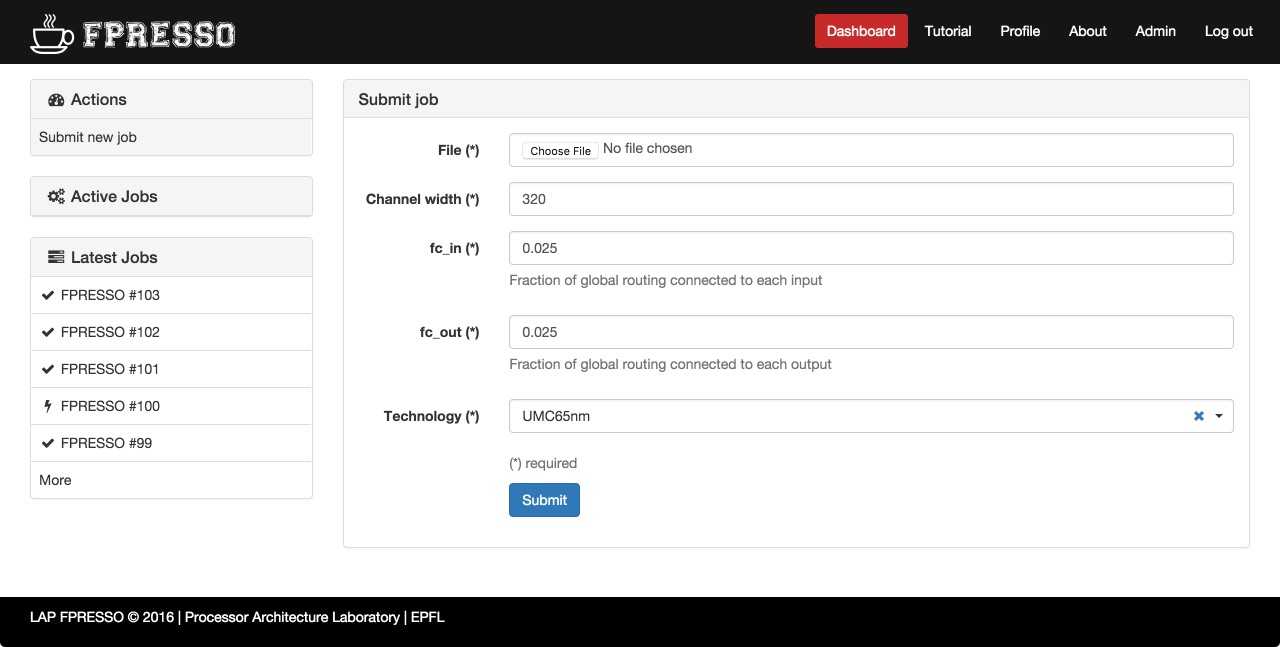 FPRESSO
Dashboard Tutorial Profile About Admin Log out
Actions
Submit new job
Active Jobs
Latest Jobs
FPRESSO #103
FPRESSO #102
FPRESSO #101
FPRESSO #100
FPRESSO #99
More
Submit job
File (*) Choose File No file chosen
Channel width (*) 320
fc_in (*) 0.025
Fraction of global routing connected to each input
fc_out (*) 0.025
Fraction of global routing connected to each output
Technology (*) UMC65nm
(*) required
Submit
LAP FPRESSO © 2016 | Processor Architecture Laboratory | EPFL